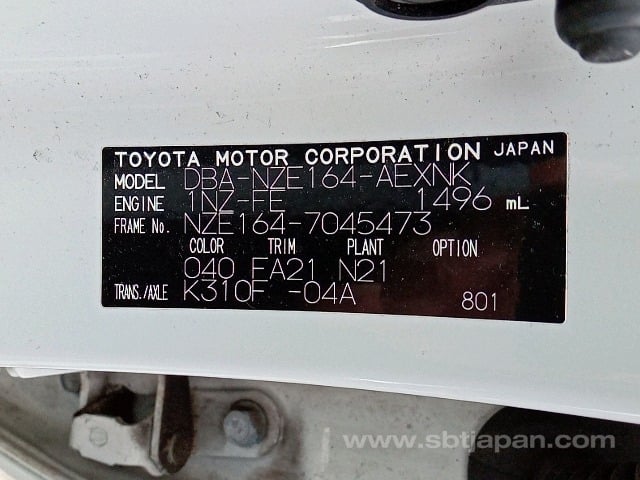 TOYOTA MOTOR CORPORATION JAPAN
MODEL DBA-NZE164-AEXNK
ENGINE 1NZ-FE 1496 mL
FRAME No. NZE164-7045473
COLOR TRIM PLANT OPTION
040 FA21 N21
TRANS./AXLE K310F -04A 801
www.sbtjapan.com